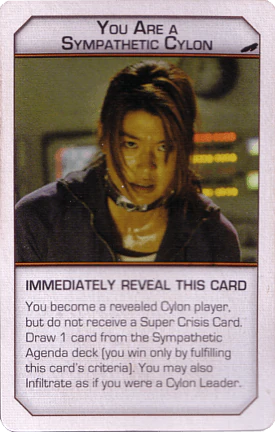 YOU ARE A
SYMPATHETIC CYLON
IMMEDIATELY REVEAL THIS CARD
You become a revealed Cylon player,
but do not receive a Super Crisis Card.
Draw 1 card from the Sympathetic
Agenda deck (you win only by fulfilling
this card's criteria). You may also
Infiltrate as if you were a Cylon Leader.